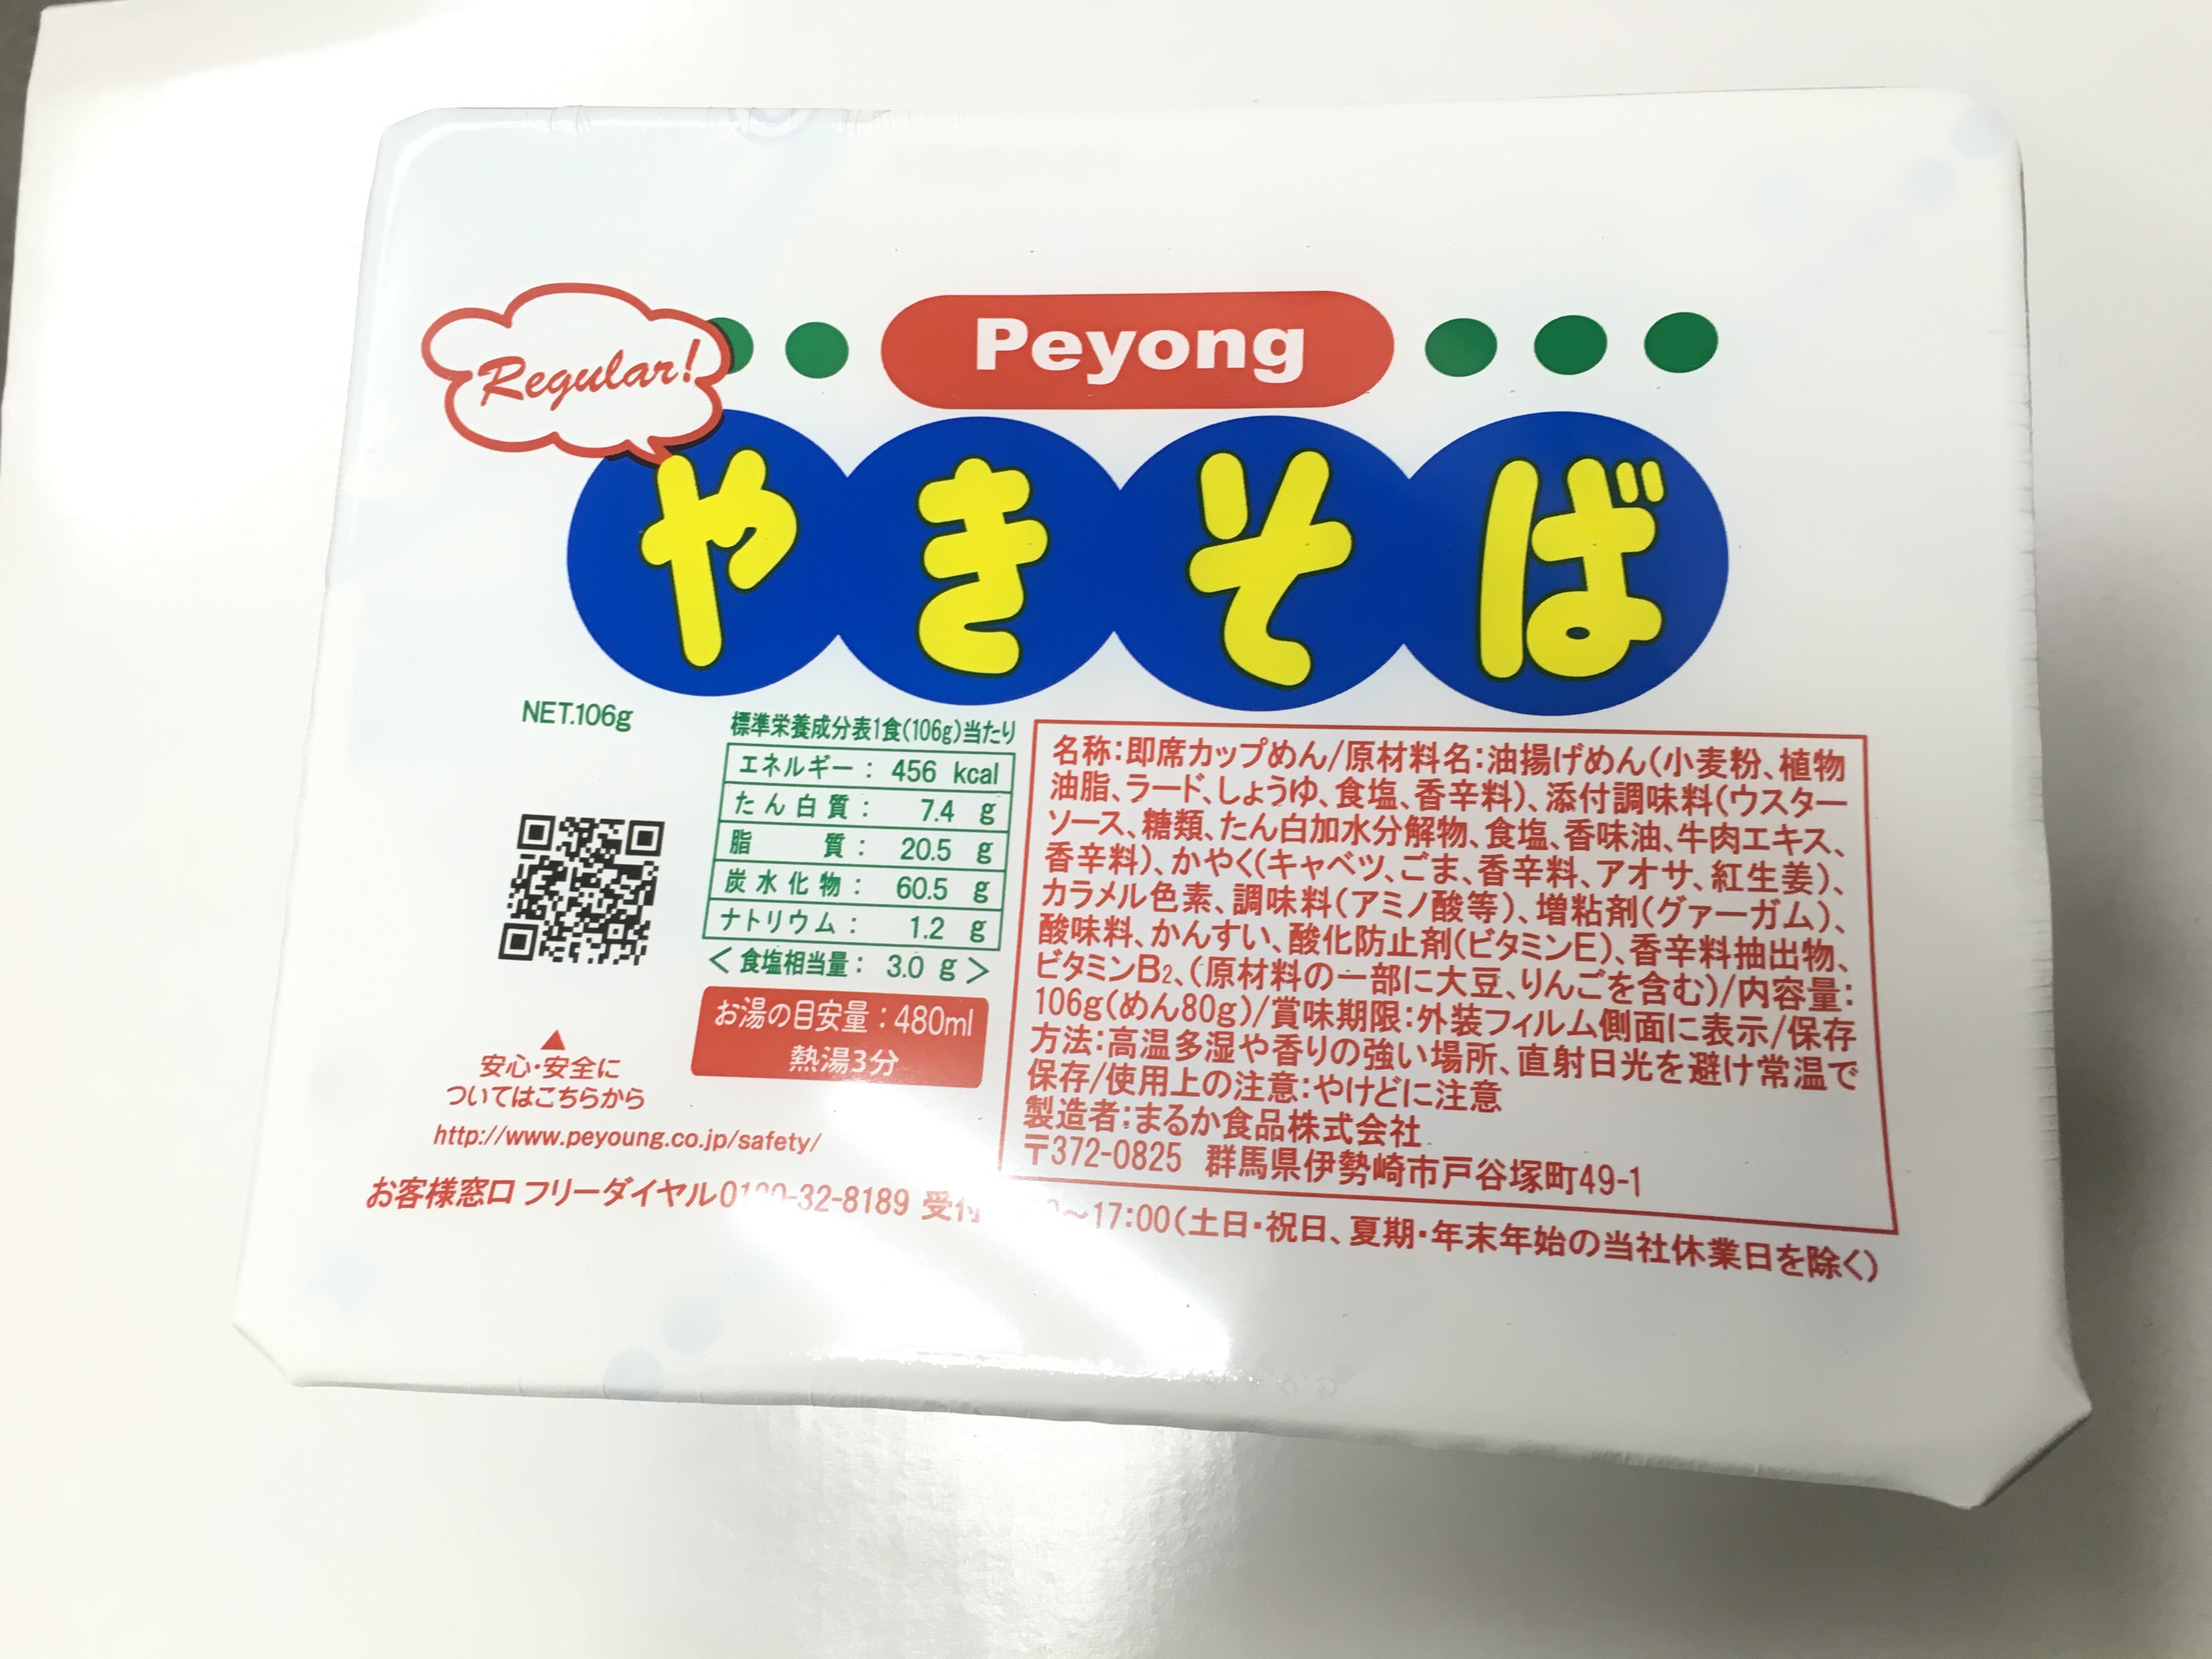 Regular!
Peyong
やきそば
NET.106g
標準栄養成分表1食(106g)当たり
エネルギー: 456 kcal
たん白質: 7.4 g
脂質: 20.5 g
炭水化物: 60.5 g
ナトリウム: 1.2 g
<食塩相当量: 3.0 g>
お湯の目安量:480ml
熱湯3分
▲
安心・安全に
ついてはこちらから
http://www.peyoung.co.jp/safety/
名称:即席カップめん/原材料名:油揚げめん(小麦粉、植物
油脂、ラード、しょうゆ、食塩、香辛料)、添付調味料(ウスター
ソース、糖類、たん白加水分解物、食塩、香味油、牛肉エキス、
香辛料)、かやく(キャベツ、ごま、香辛料、アオサ、紅生姜)、
カラメル色素、調味料(アミノ酸等)、増粘剤(グァーガム)、
酸味料、かんすい、酸化防止剤(ビタミンE)、香辛料抽出物、
ビタミンB2、(原材料の一部に大豆、りんごを含む)/内容量:
106g(めん80g)/賞味期限:外装フィルム側面に表示/保存
方法:高温多湿や香りの強い場所、直射日光を避け常温で
保存/使用上の注意:やけどに注意
製造者:まるか食品株式会社
〒372-0825 群馬県伊勢崎市戸谷塚町49-1
お客様窓口 フリーダイヤル -32-8189 受付 ~17:00(土日・祝日、夏期・年末年始の当社休業日を除く)